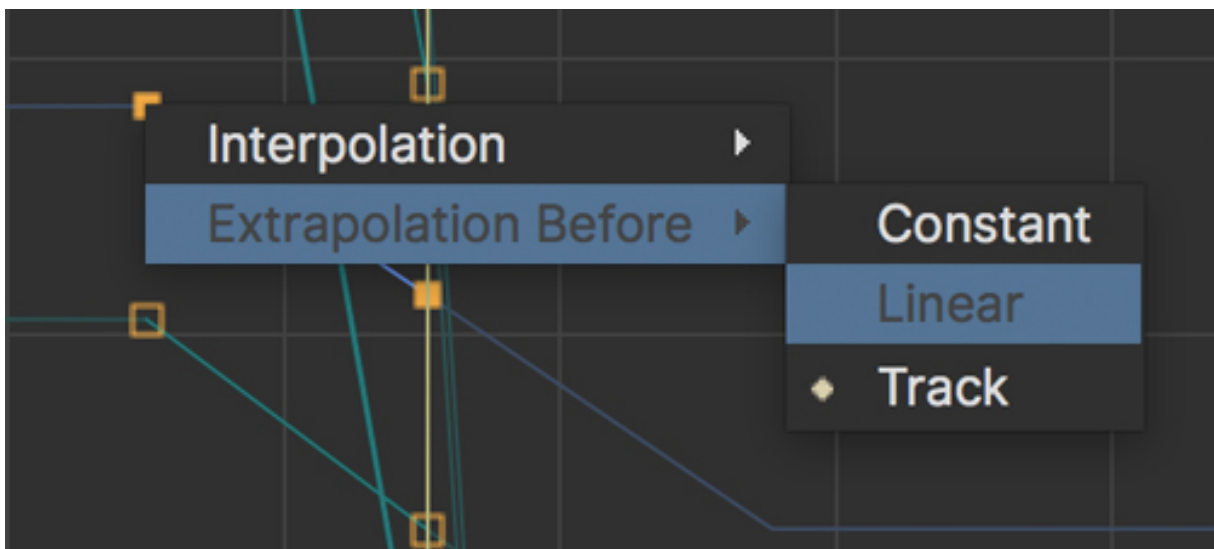 Interpolation
Extrapolation Before
Constant
Linear
Track